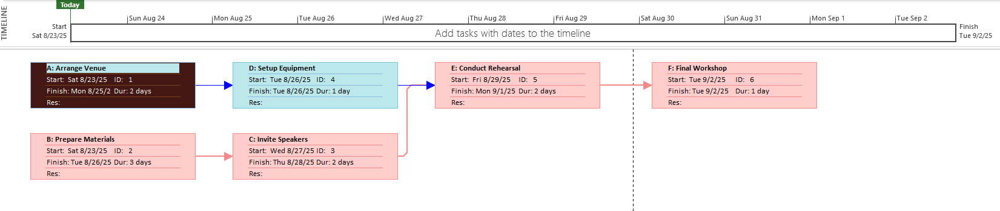 Today
TIMELINE
Sun Aug 24
Mon Aug 25
Tue Aug 26
Wed Aug 27
Thu Aug 28
Fri Aug 29
Sat Aug 30
Sun Aug 31
Mon Sep 1
Tue Sep 2
Start
Sat 8/23/25
Add tasks with dates to the timeline
Finish
Tue 9/2/25
A: Arrange Venue
Start: Sat 8/23/25 ID: 1
Finish: Mon 8/25/2 Dur: 2 days
Res:
D: Setup Equipment
Start: Tue 8/26/25 ID: 4
Finish: Tue 8/26/25 Dur: 1 day
Res:
E: Conduct Rehearsal
Start: Fri 8/29/25 ID: 5
Finish: Mon 9/1/25 Dur: 2 days
Res:
F: Final Workshop
Start: Tue 9/2/25 ID: 6
Finish: Tue 9/2/25 Dur: 1 day
Res:
B: Prepare Materials
Start: Sat 8/23/25 ID: 2
Finish: Tue 8/26/25 Dur: 3 days
Res:
C: Invite Speakers
Start: Wed 8/27/25 ID: 3
Finish: Thu 8/28/25 Dur: 2 days
Res: